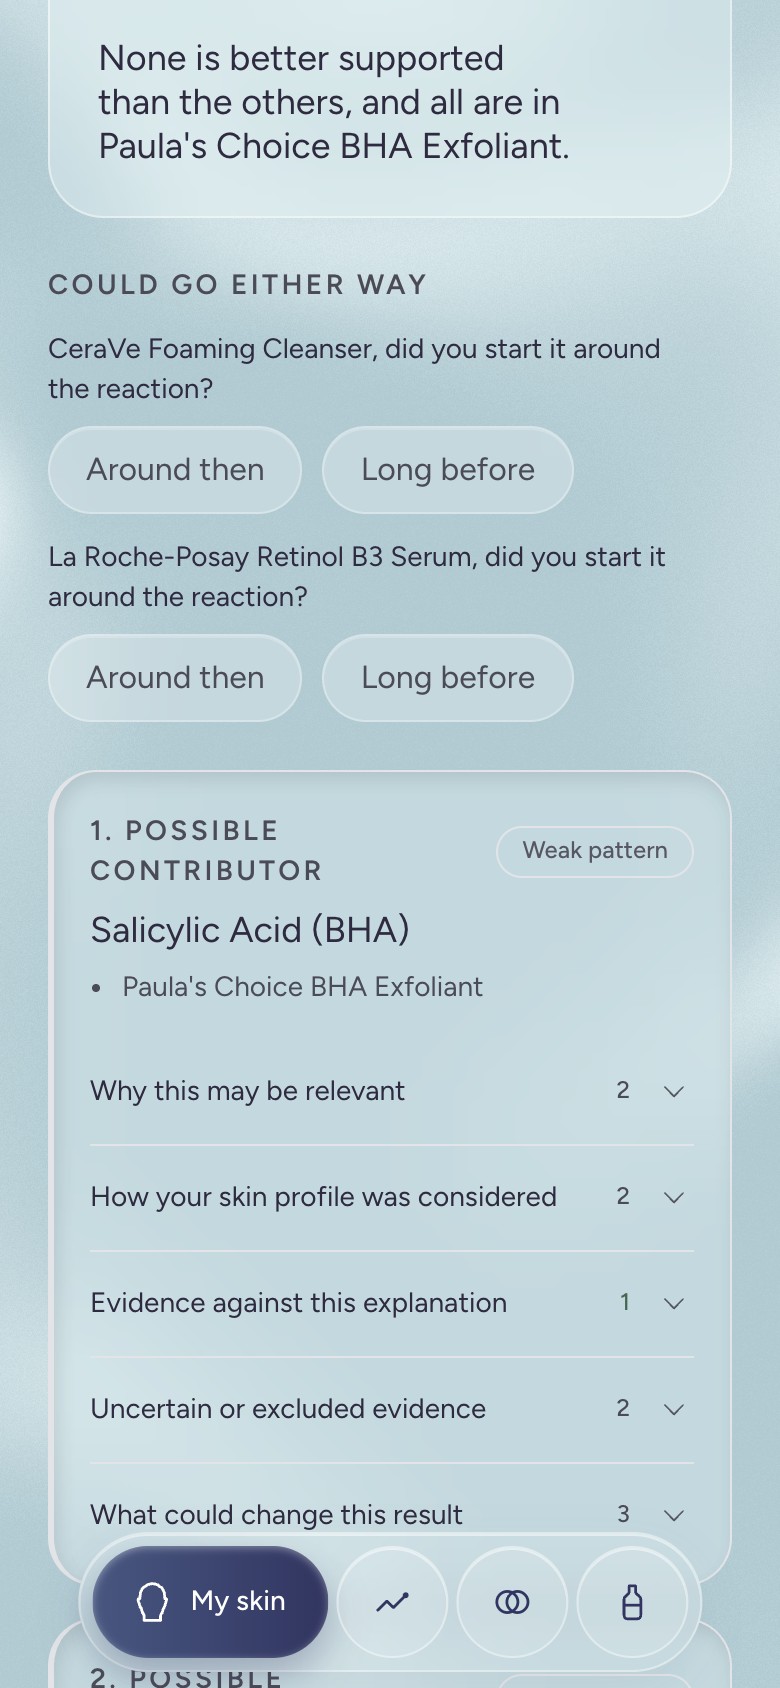 None is better supported
than the others, and all are in
Paula's Choice BHA Exfoliant.
COULD GO EITHER WAY
CeraVe Foaming Cleanser, did you start it around
the reaction?
Around then
Long before
La Roche-Posay Retinol B3 Serum, did you start it
around the reaction?
Around then
Long before
1. POSSIBLE
CONTRIBUTOR
Weak pattern
Salicylic Acid (BHA)
• Paula's Choice BHA Exfoliant
Why this may be relevant 2
How your skin profile was considered 2
Evidence against this explanation 1
Uncertain or excluded evidence 2
What could change this result 3
My skin
2. POSSIBLE